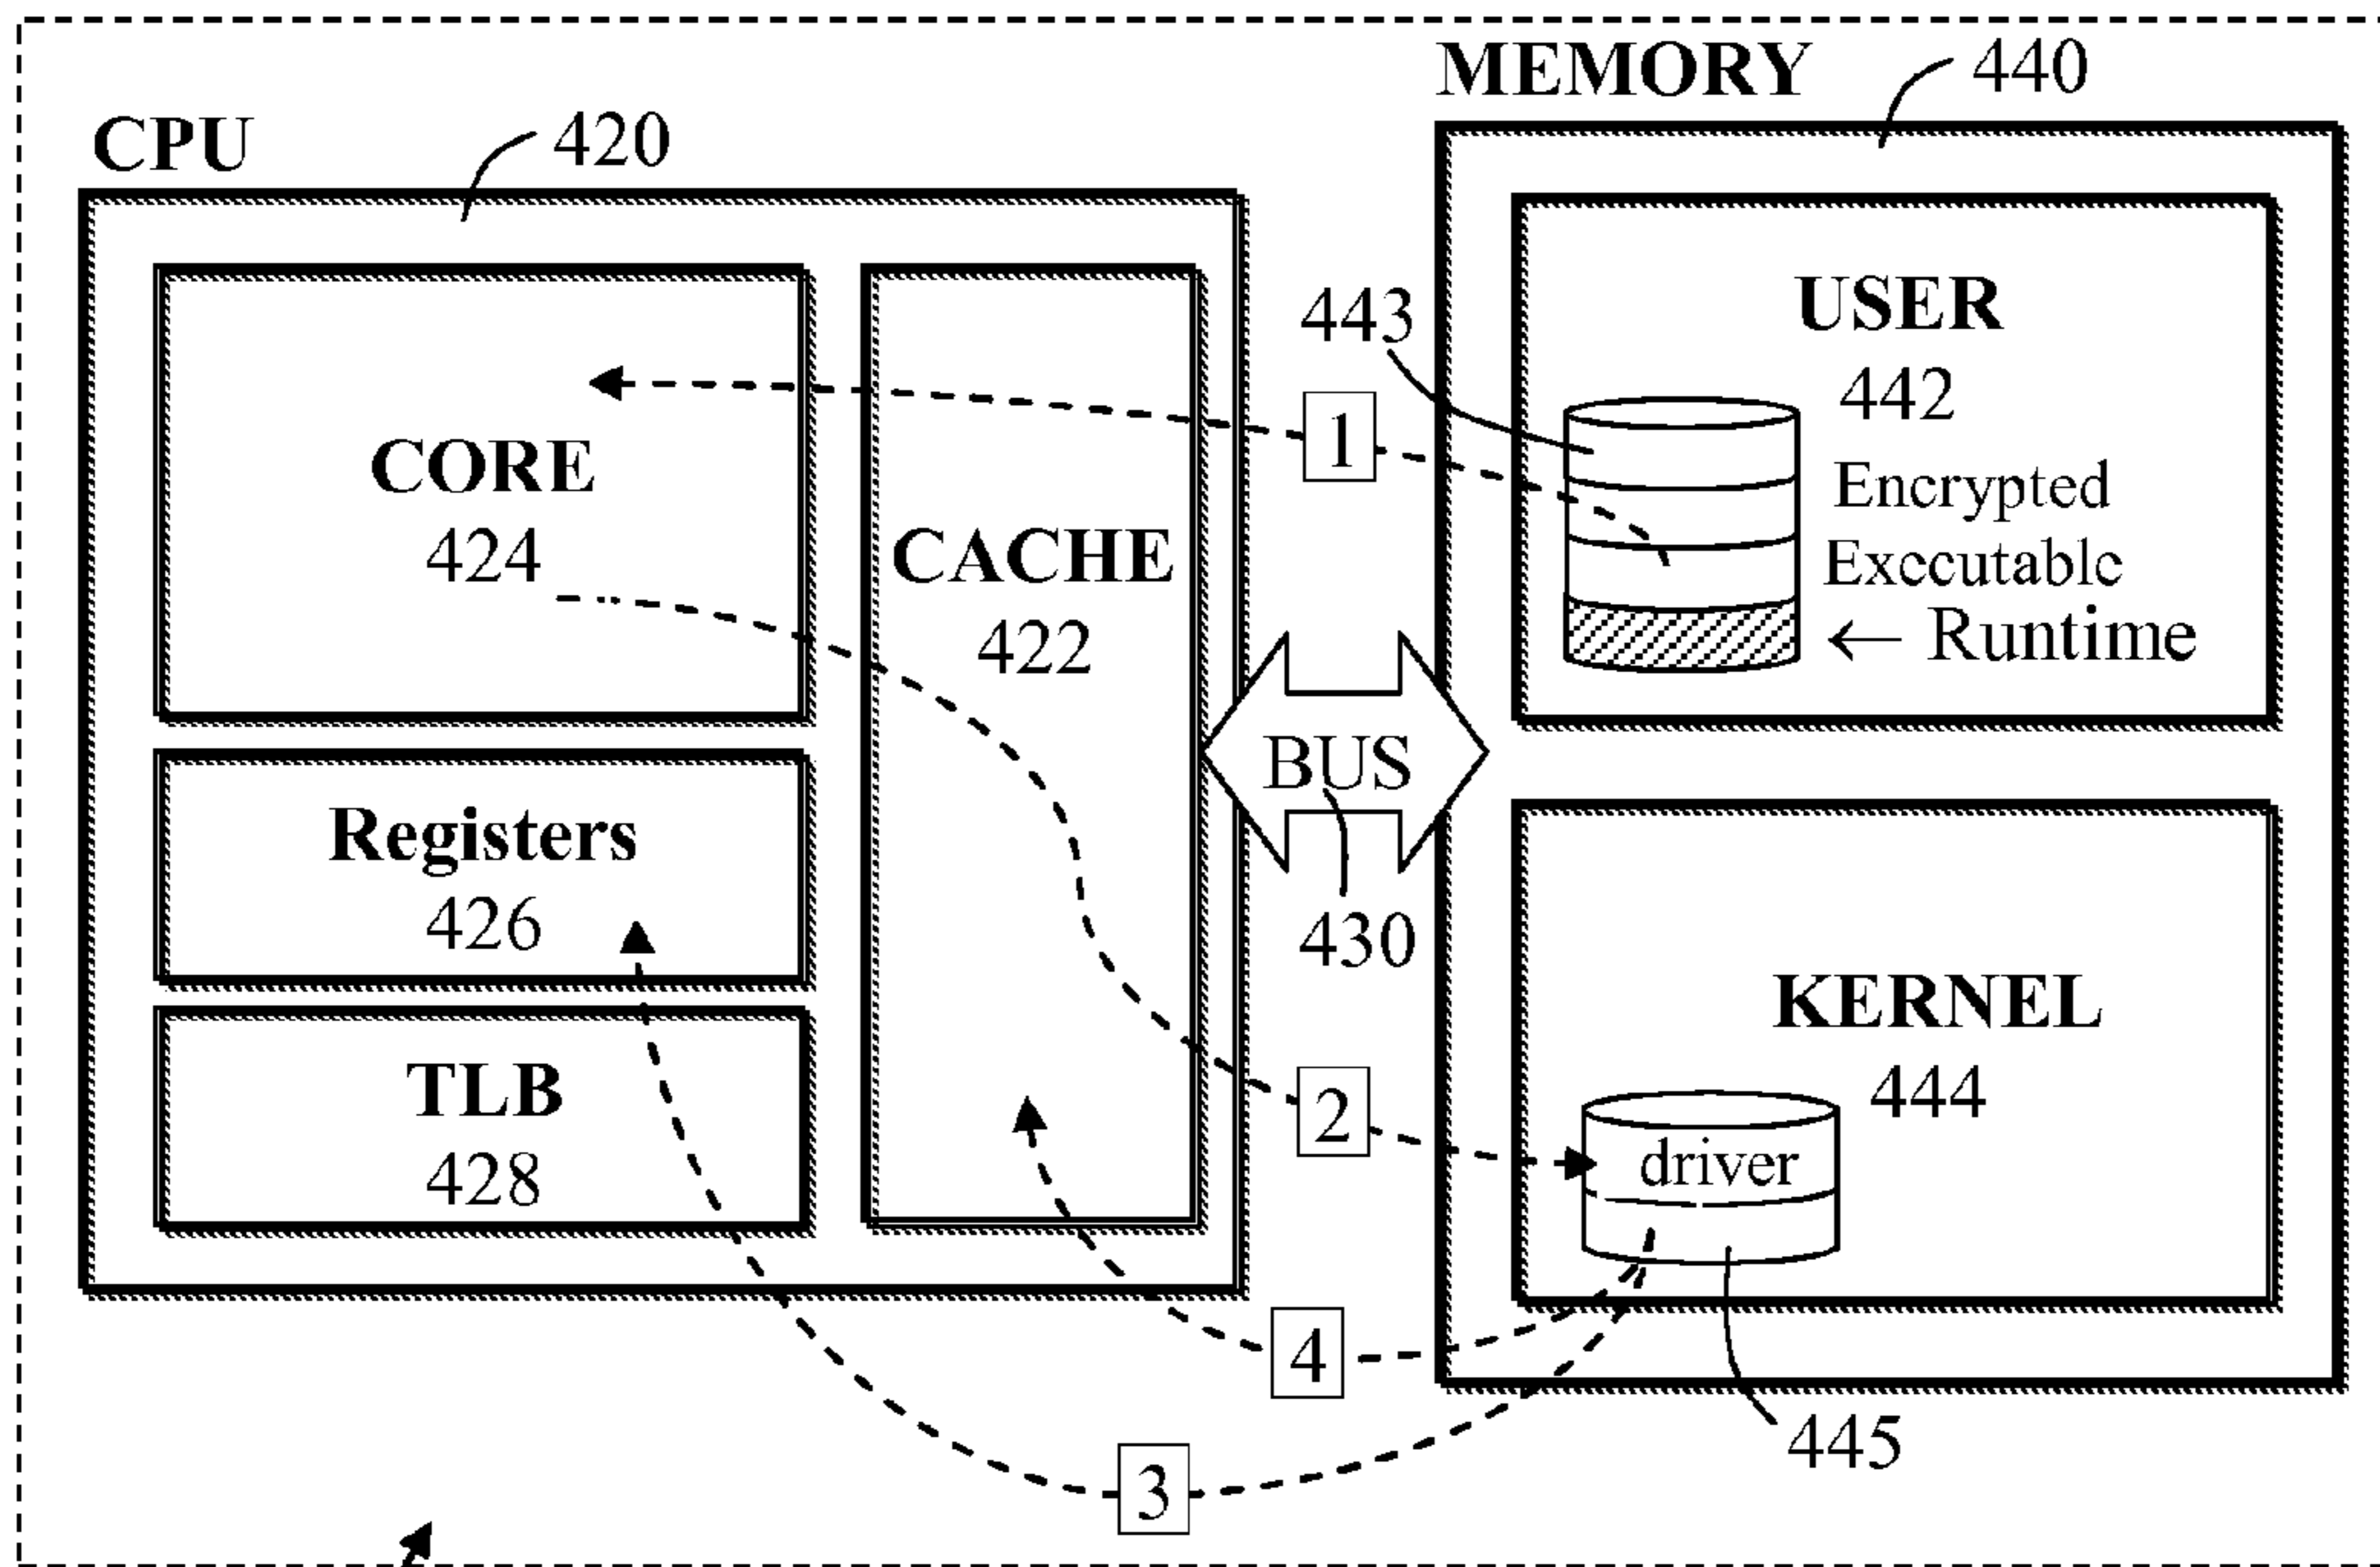 MEMORY
440
CPU
420
CORE
424
CACHE
422
Registers
426
TLB
428
443
1
USER
442
Encrypted
Executable
← Runtime
BUS
430
KERNEL
444
2
driver
4
445
3